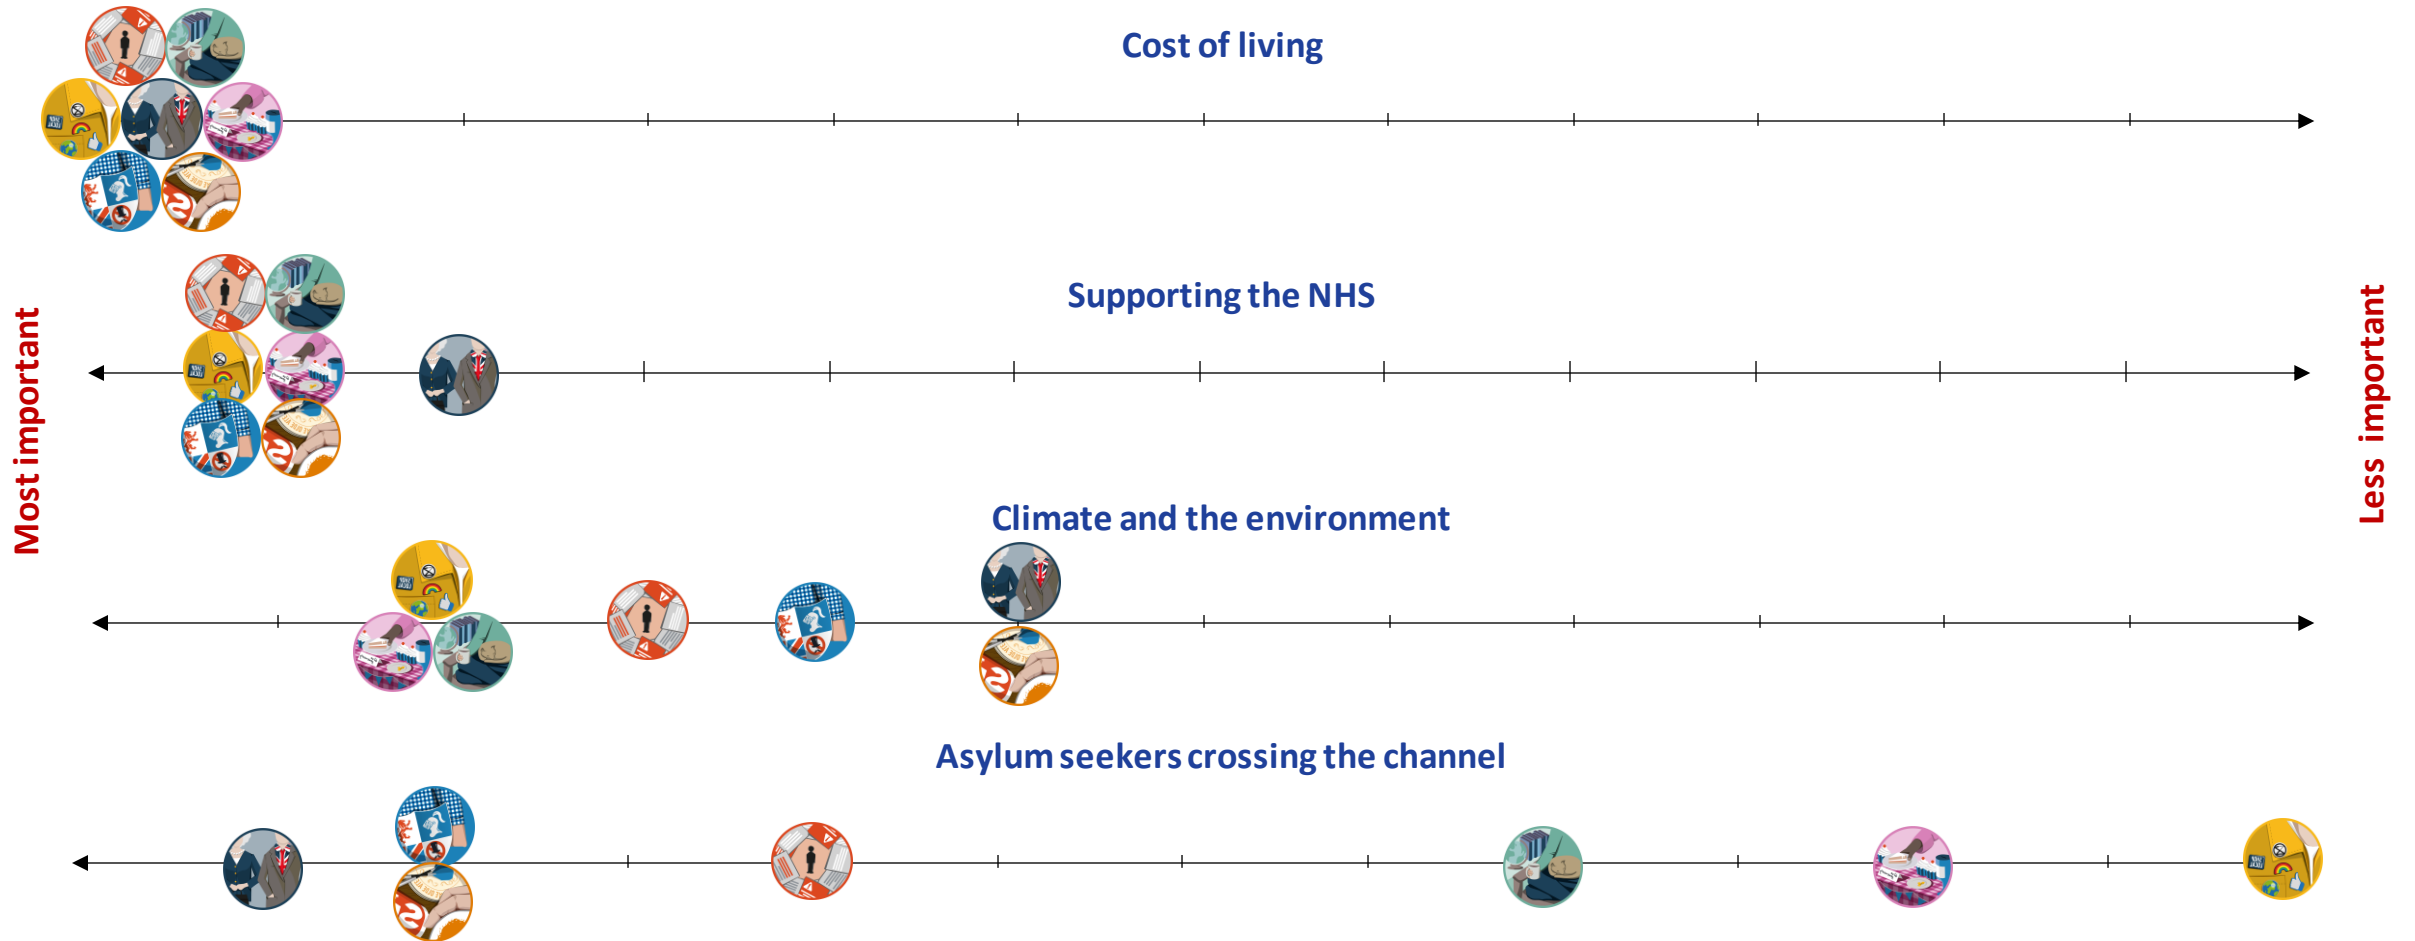 Cost of living
Supporting the NHS
Most important
Less important
Climate and the environment
Asylum seekers crossing the channel